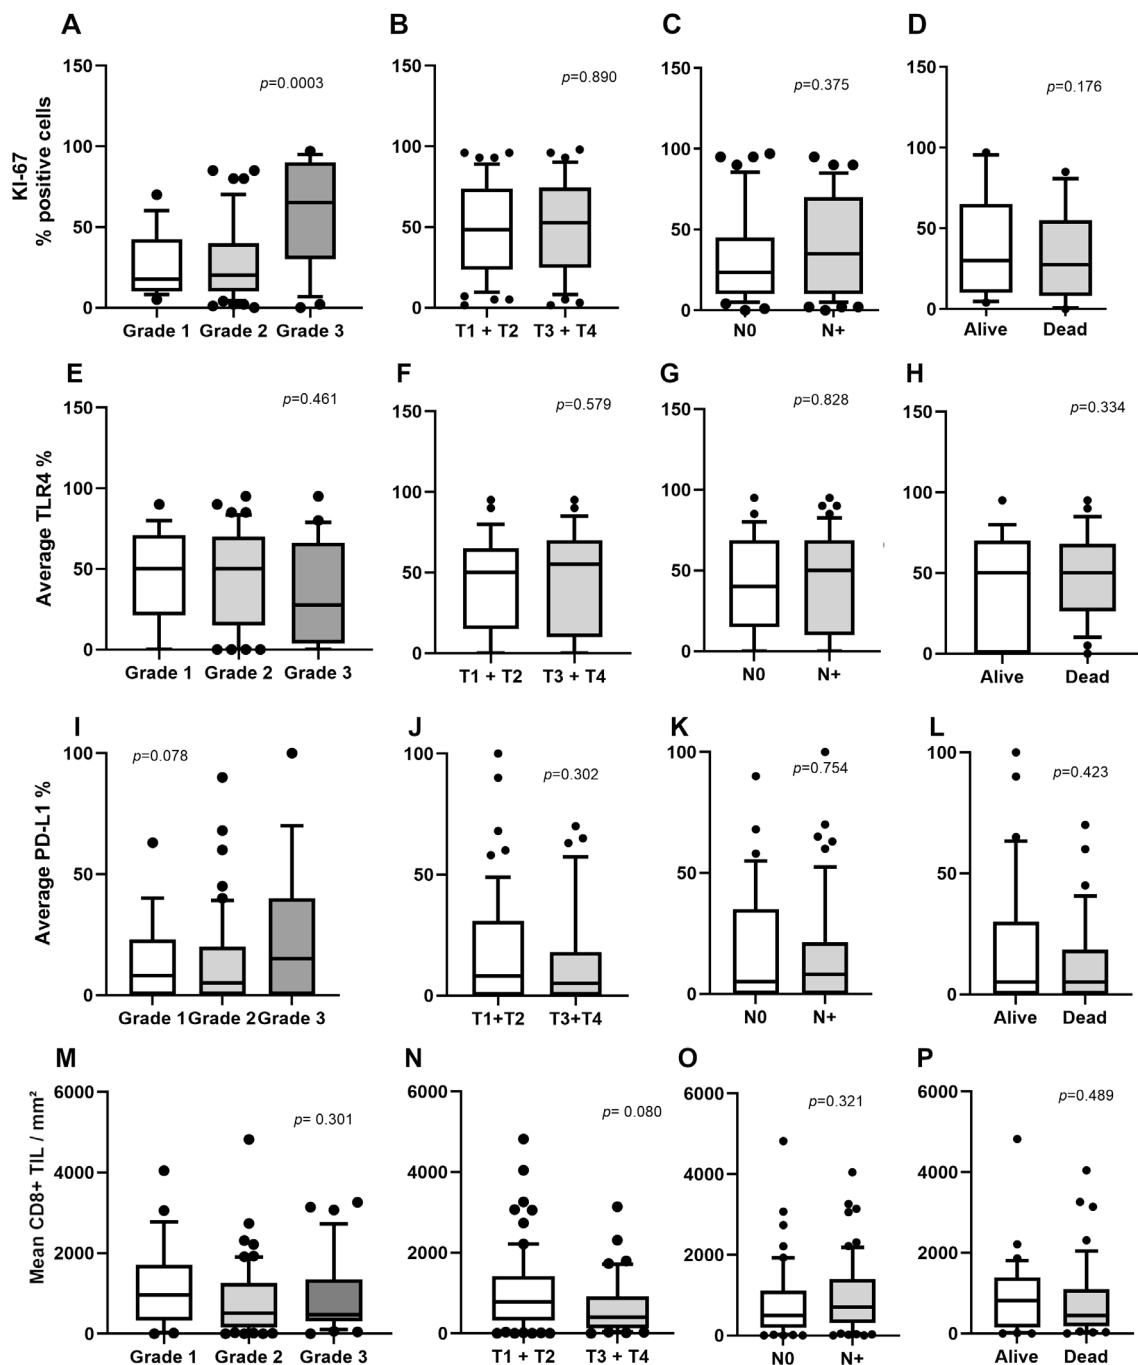 A
B
C
D
KI-67
% positive cells
150
100
50
0
p=0.0003
Grade 1
Grade 2
Grade 3
150
100
50
0
p=0.890
T1 + T2
T3 + T4
150
100
50
0
p=0.375
N0
N+
150
100
50
0
p=0.176
Alive
Dead
E
F
G
H
Average TLR4 %
150
100
50
0
p=0.461
Grade 1
Grade 2
Grade 3
150
100
50
0
p=0.579
T1 + T2
T3 + T4
150
100
50
0
p=0.828
N0
N+
150
100
50
0
p=0.334
Alive
Dead
I
J
K
L
Average PD-L1 %
100
50
0
p=0.078
Grade 1
Grade 2
Grade 3
100
50
0
p=0.302
T1+T2
T3+T4
100
50
0
p=0.754
N0
N+
100
50
0
p=0.423
Alive
Dead
M
N
O
P
Mean CD8+ TIL / mm²
6000
4000
2000
0
p= 0.301
Grade 1
Grade 2
Grade 3
6000
4000
2000
0
p= 0.080
T1 + T2
T3 + T4
6000
4000
2000
0
p=0.321
N0
N+
6000
4000
2000
0
p=0.489
Alive
Dead